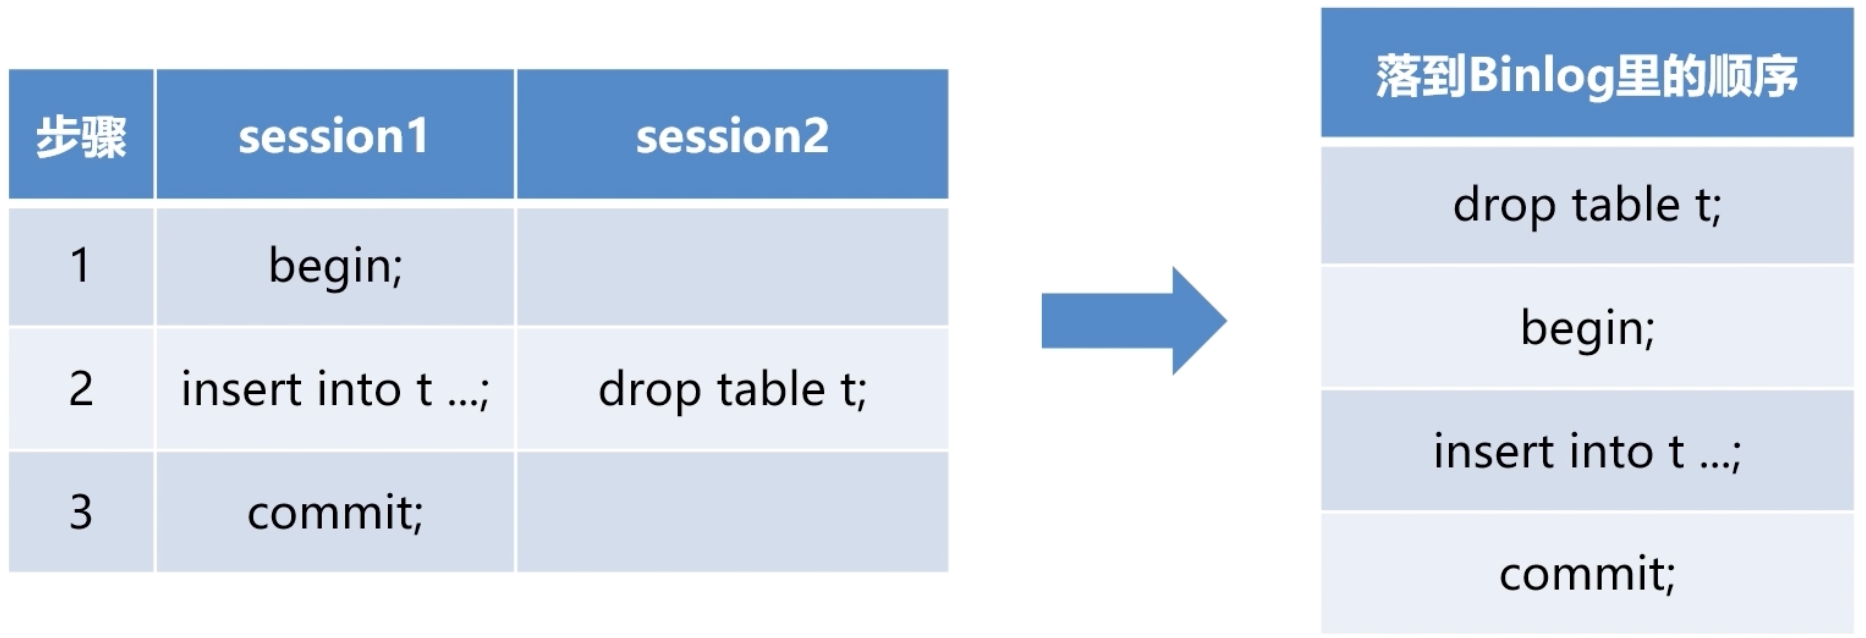 步骤 session1 session2
1 begin;
2 insert into t ...; drop table t;
3 commit;
落到Binlog里的顺序
drop table t;
begin;
insert into t ...;
commit;